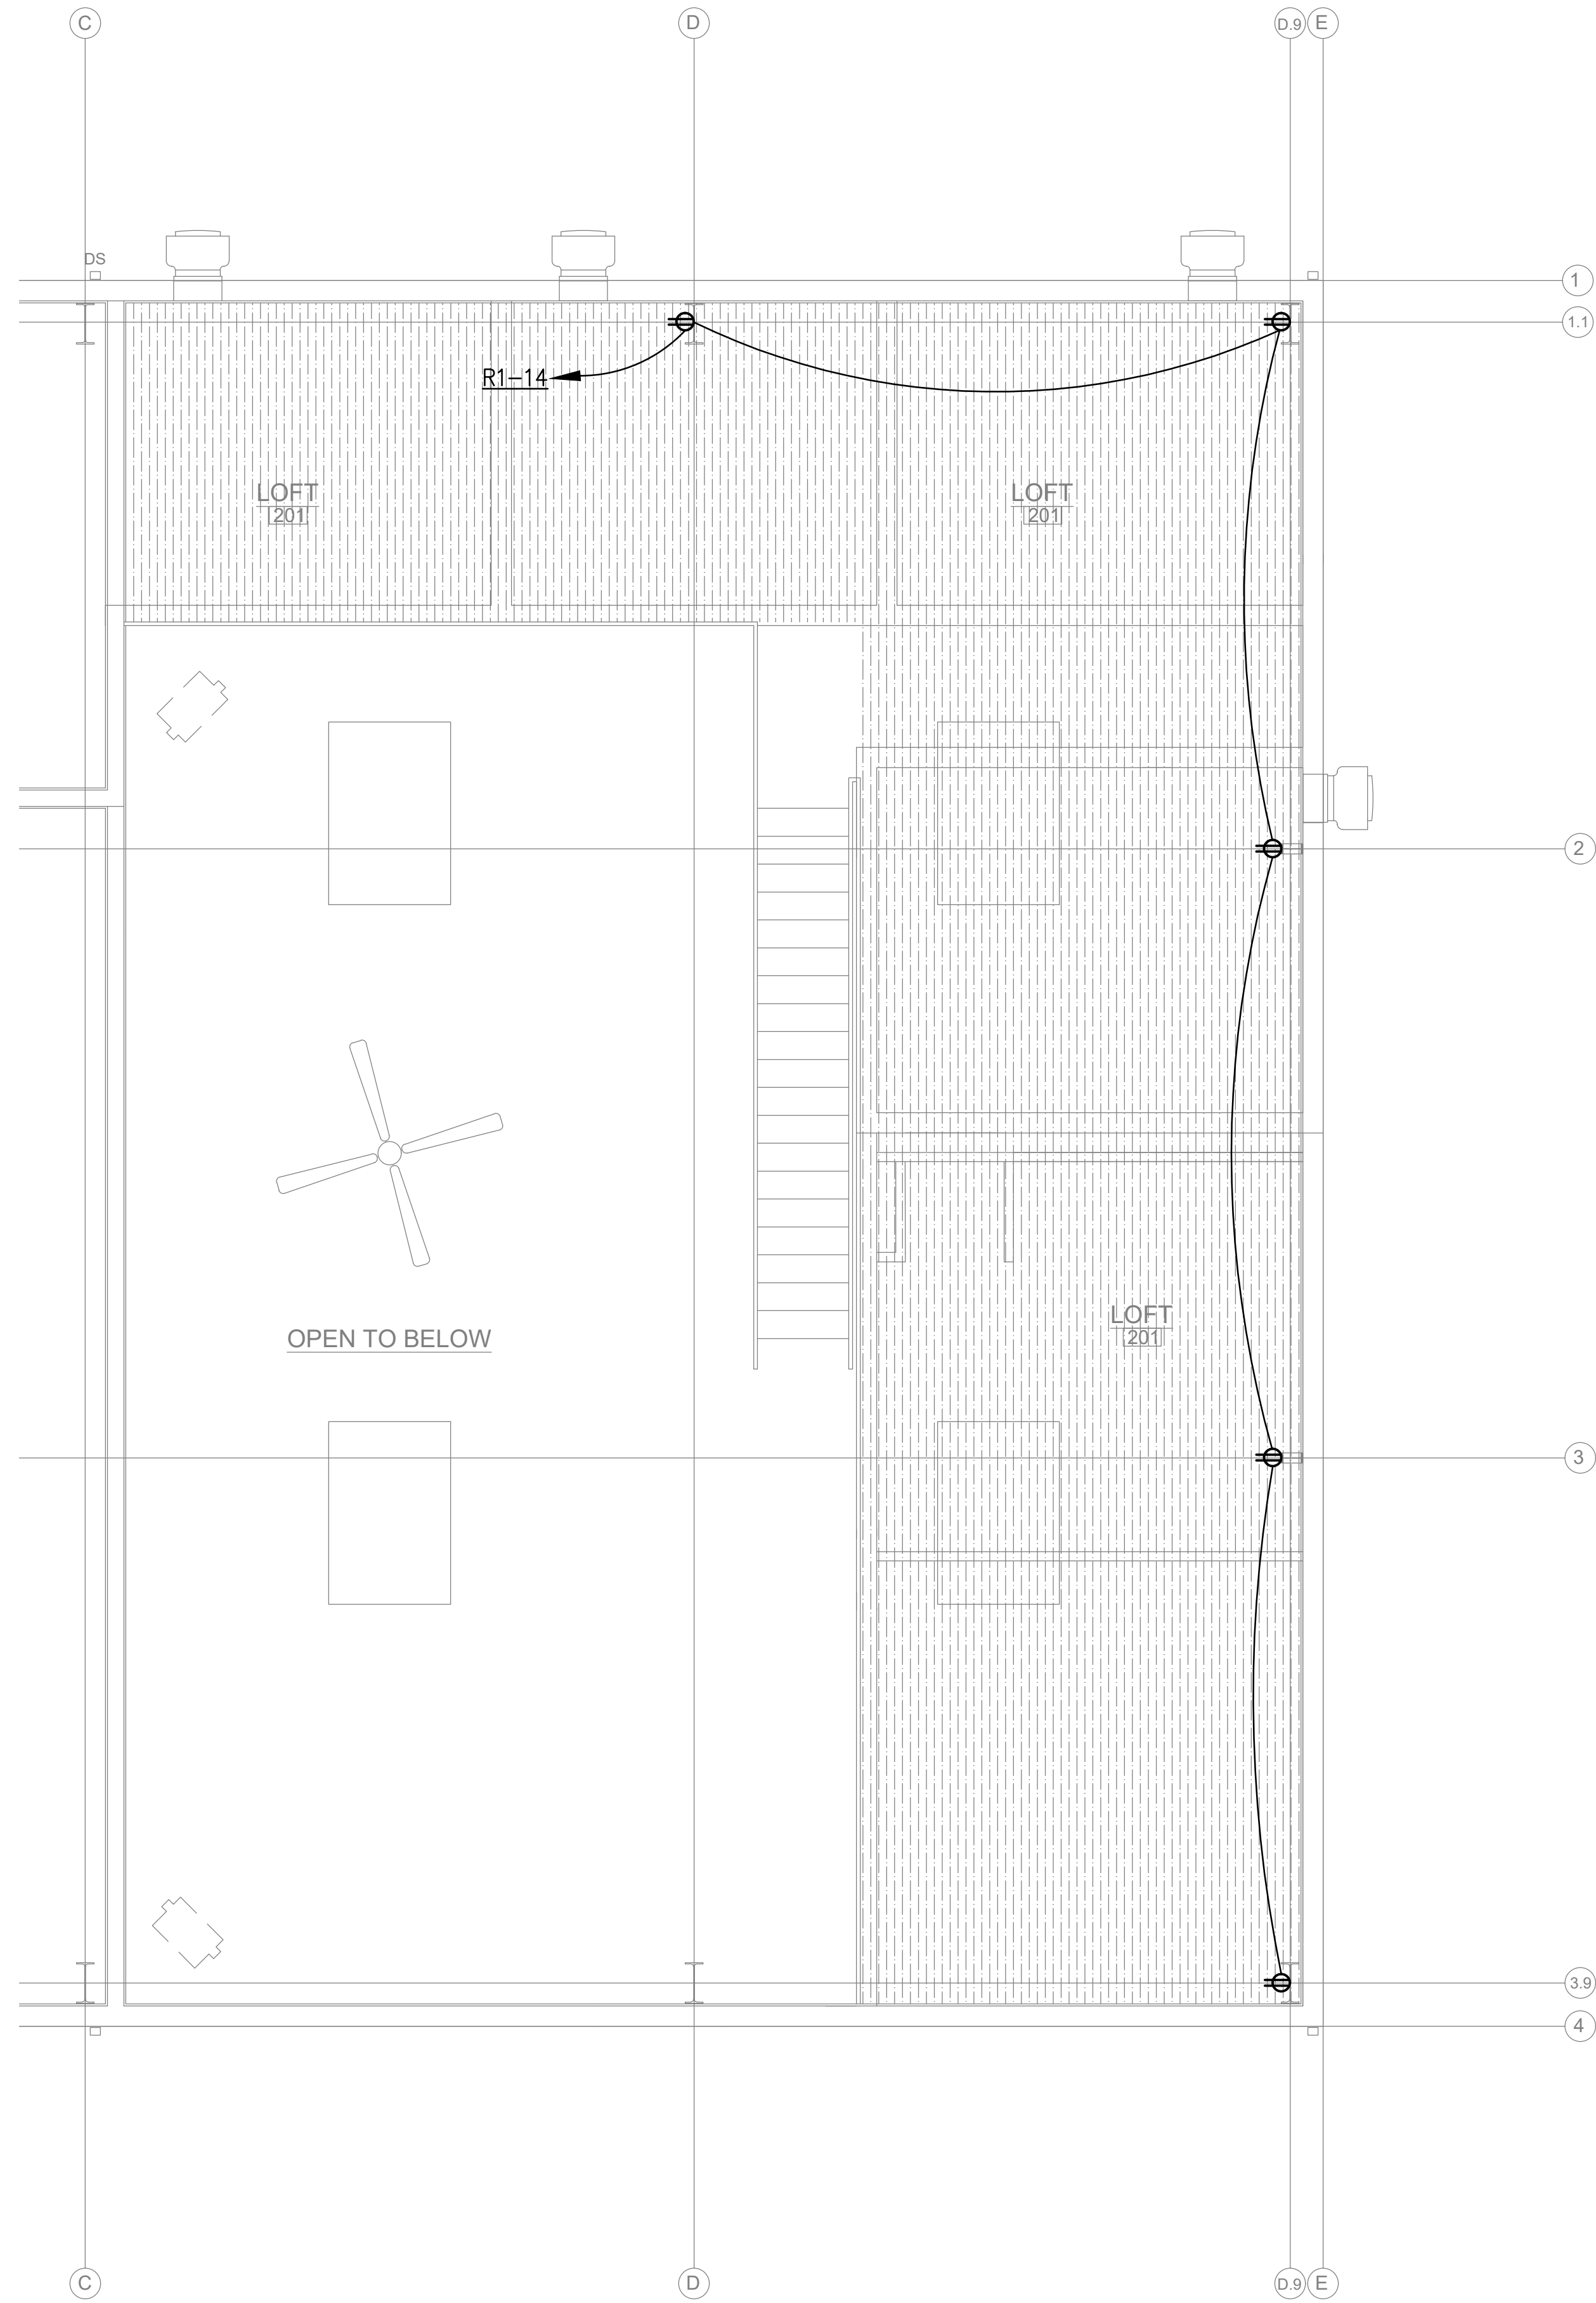 C
D
D.9
E
DS
1
1.1
R1-14
LOFT
201
LOFT
201
2
LOFT
201
OPEN TO BELOW
3
3.9
4
C
D
D.9
E